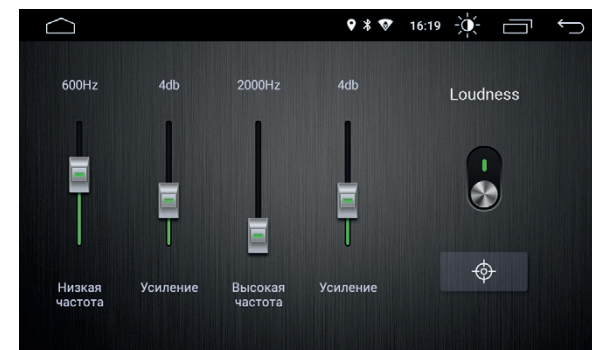 16:19
600Hz
4db
2000Hz
4db
Loudness
Низкая
частота
Усиление
Высокая
частота
Усиление